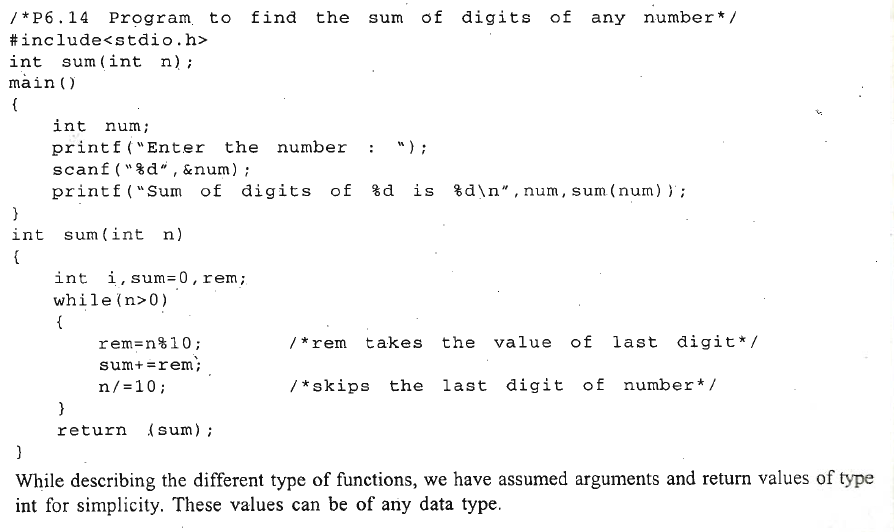 /*P6.14 Program to find the sum of digits of any number*/
#include<stdio.h>
int sum(int n);
main()
{
int num;
printf("Enter the number : ");
scanf("%d",&num);
printf("Sum of digits of %d is %d\n",num,sum(num));
}
int sum(int n)
{
int i,sum=0,rem;
while(n>0)
{
rem=n%10; /*rem takes the value of last digit*/
sum+=rem;
n/=10; /*skips the last digit of number*/
}
return (sum);
}
While describing the different type of functions, we have assumed arguments and return values of type
int for simplicity. These values can be of any data type.